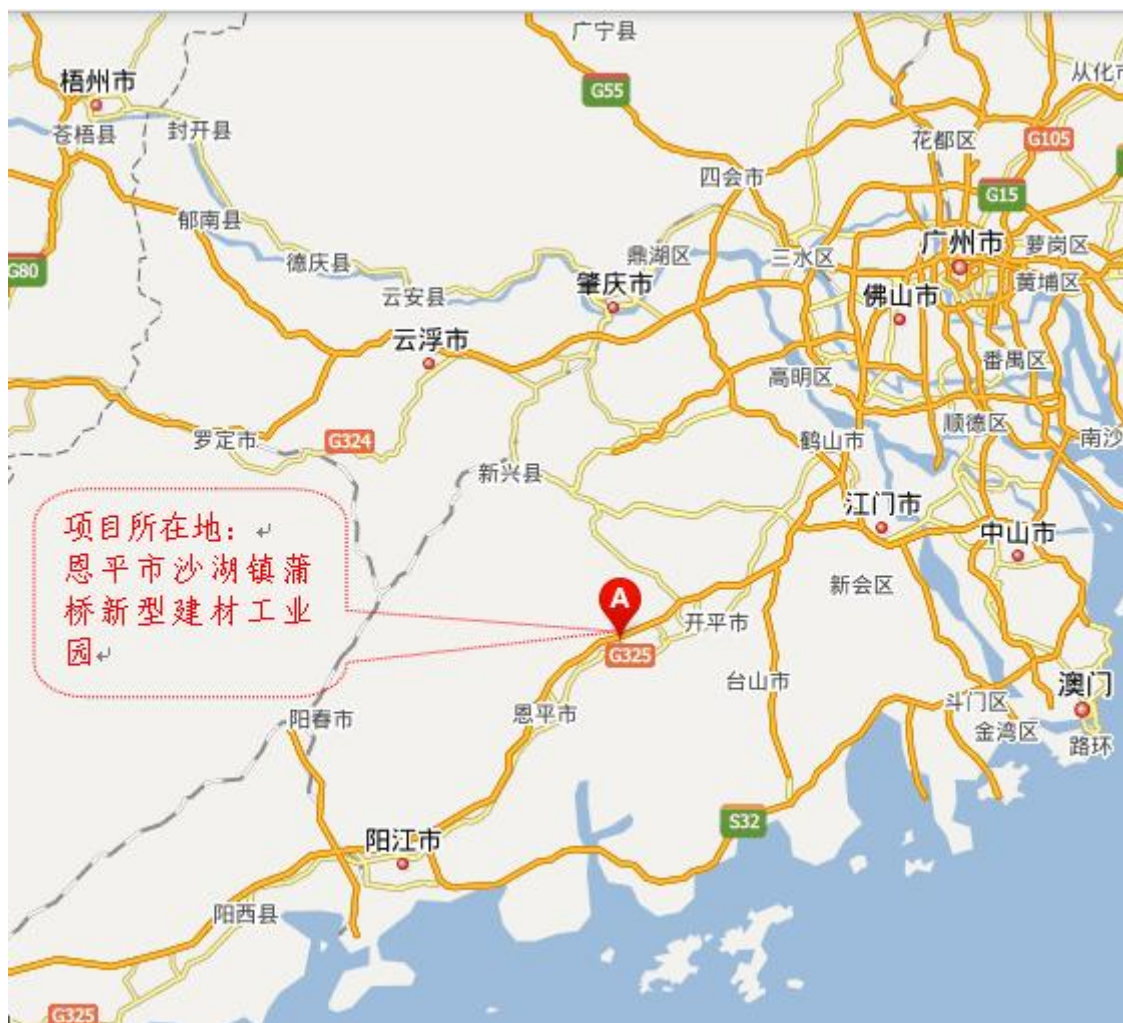 广宁县
从化市
G55
梧州市
苍梧县
封开县
花都区
G105
四会市
G15
郁南县
德庆县
鼎湖区
三水区
广州市
萝岗区
G80
云安县
肇庆市
佛山市
黄埔区
云浮市
番禺区
高明区
罗定市
G324
新兴县
鹤山市
顺德区
南沙
江门市
中山市
项目所在地：
恩平市沙湖镇蒲
桥新型建材工业
园
A
新会区
开平市
G325
台山市
澳门
斗门区
金湾区
路环
阳春市
恩平市
S32
阳江市
阳西县
G325